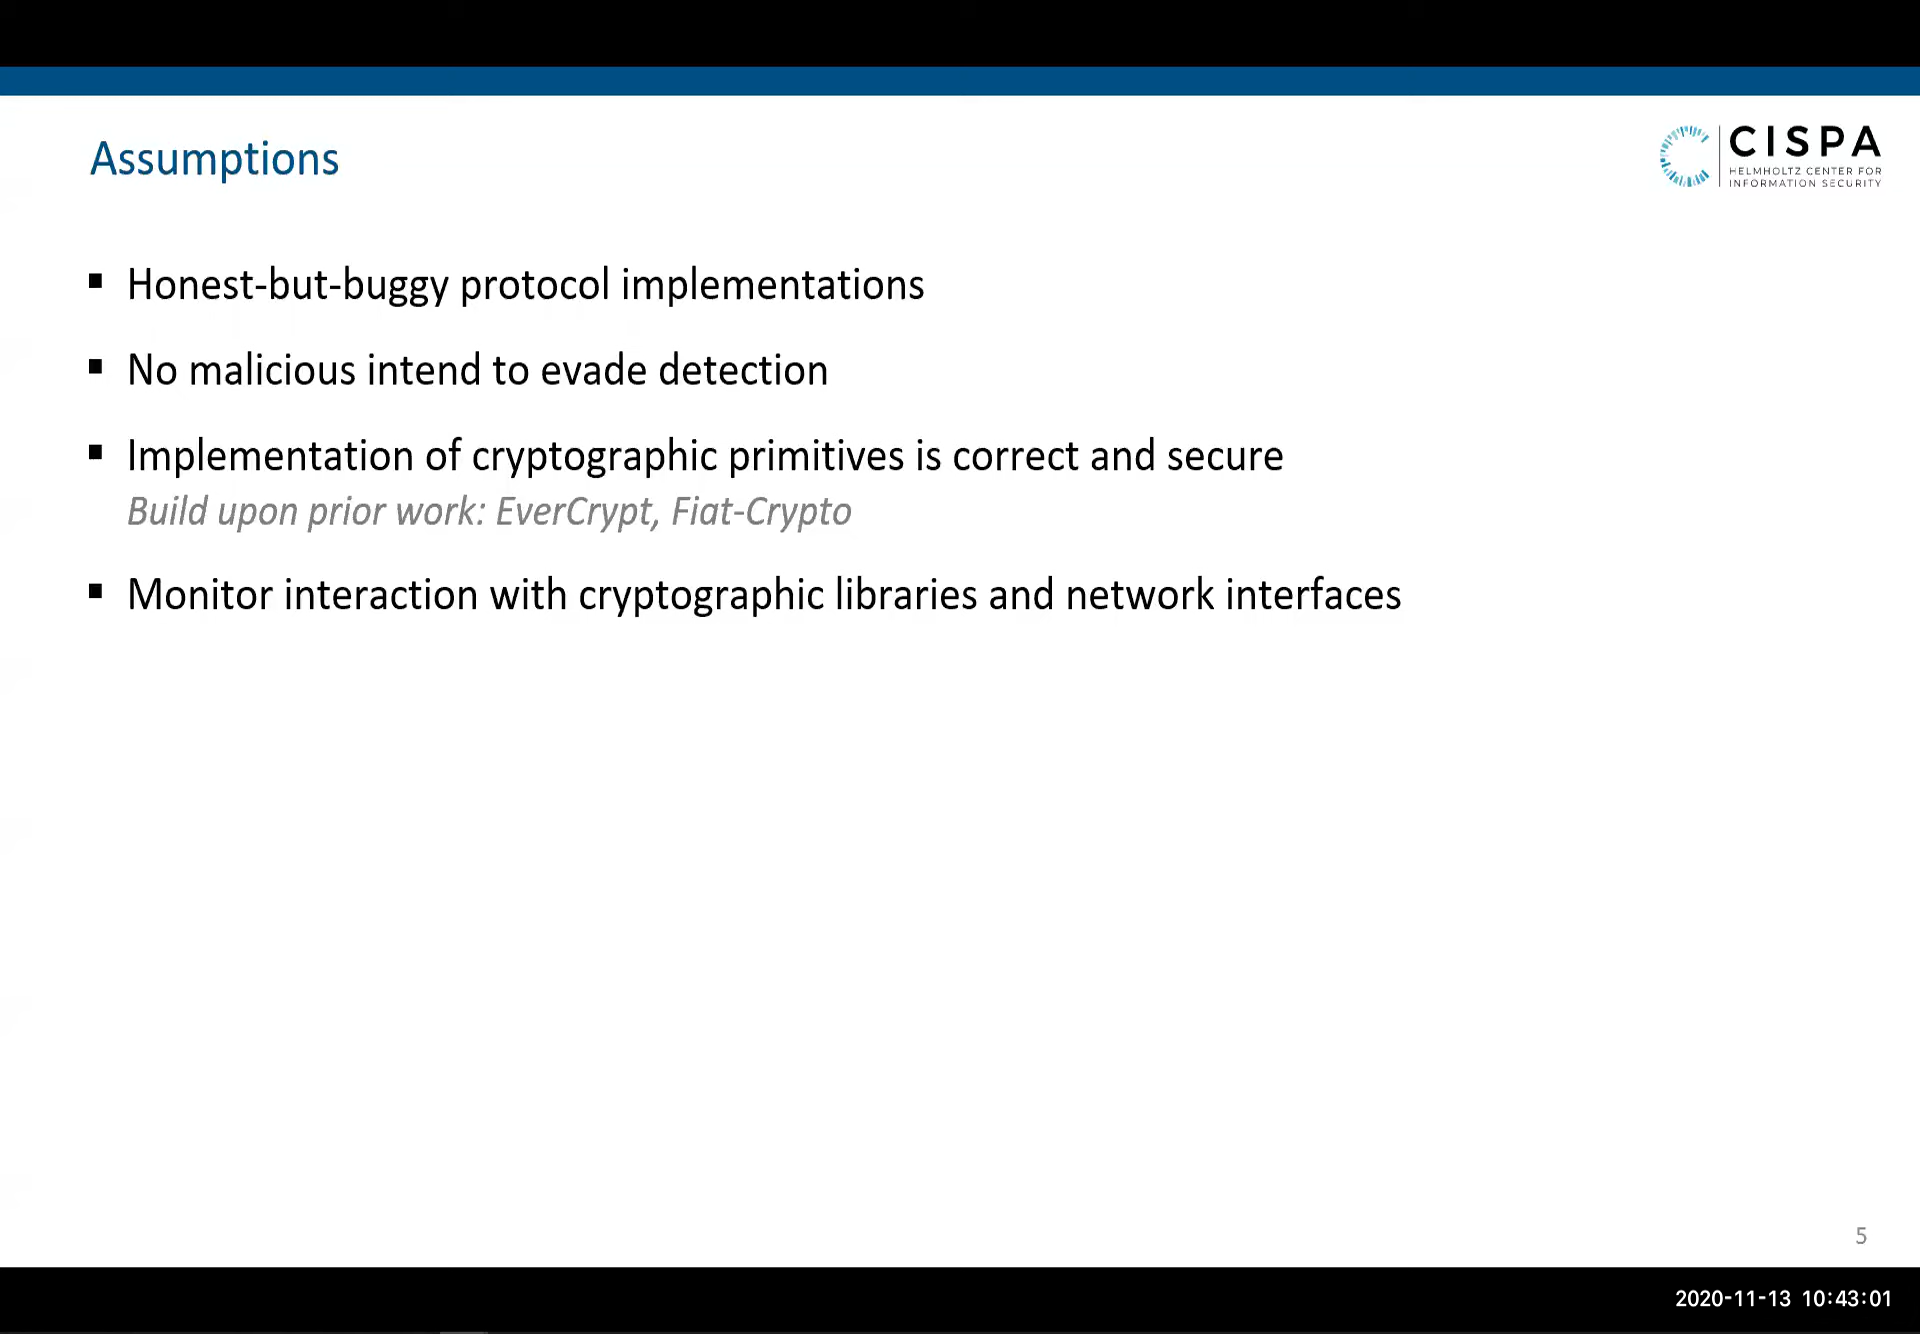 Assumptions
CISPA
HELMHOLTZ CENTER FOR
INFORMATION SECURITY
▪ Honest-but-buggy protocol implementations
▪ No malicious intend to evade detection
▪ Implementation of cryptographic primitives is correct and secure
Build upon prior work: EverCrypt, Fiat-Crypto
▪ Monitor interaction with cryptographic libraries and network interfaces
5
2020-11-13 10:43:01